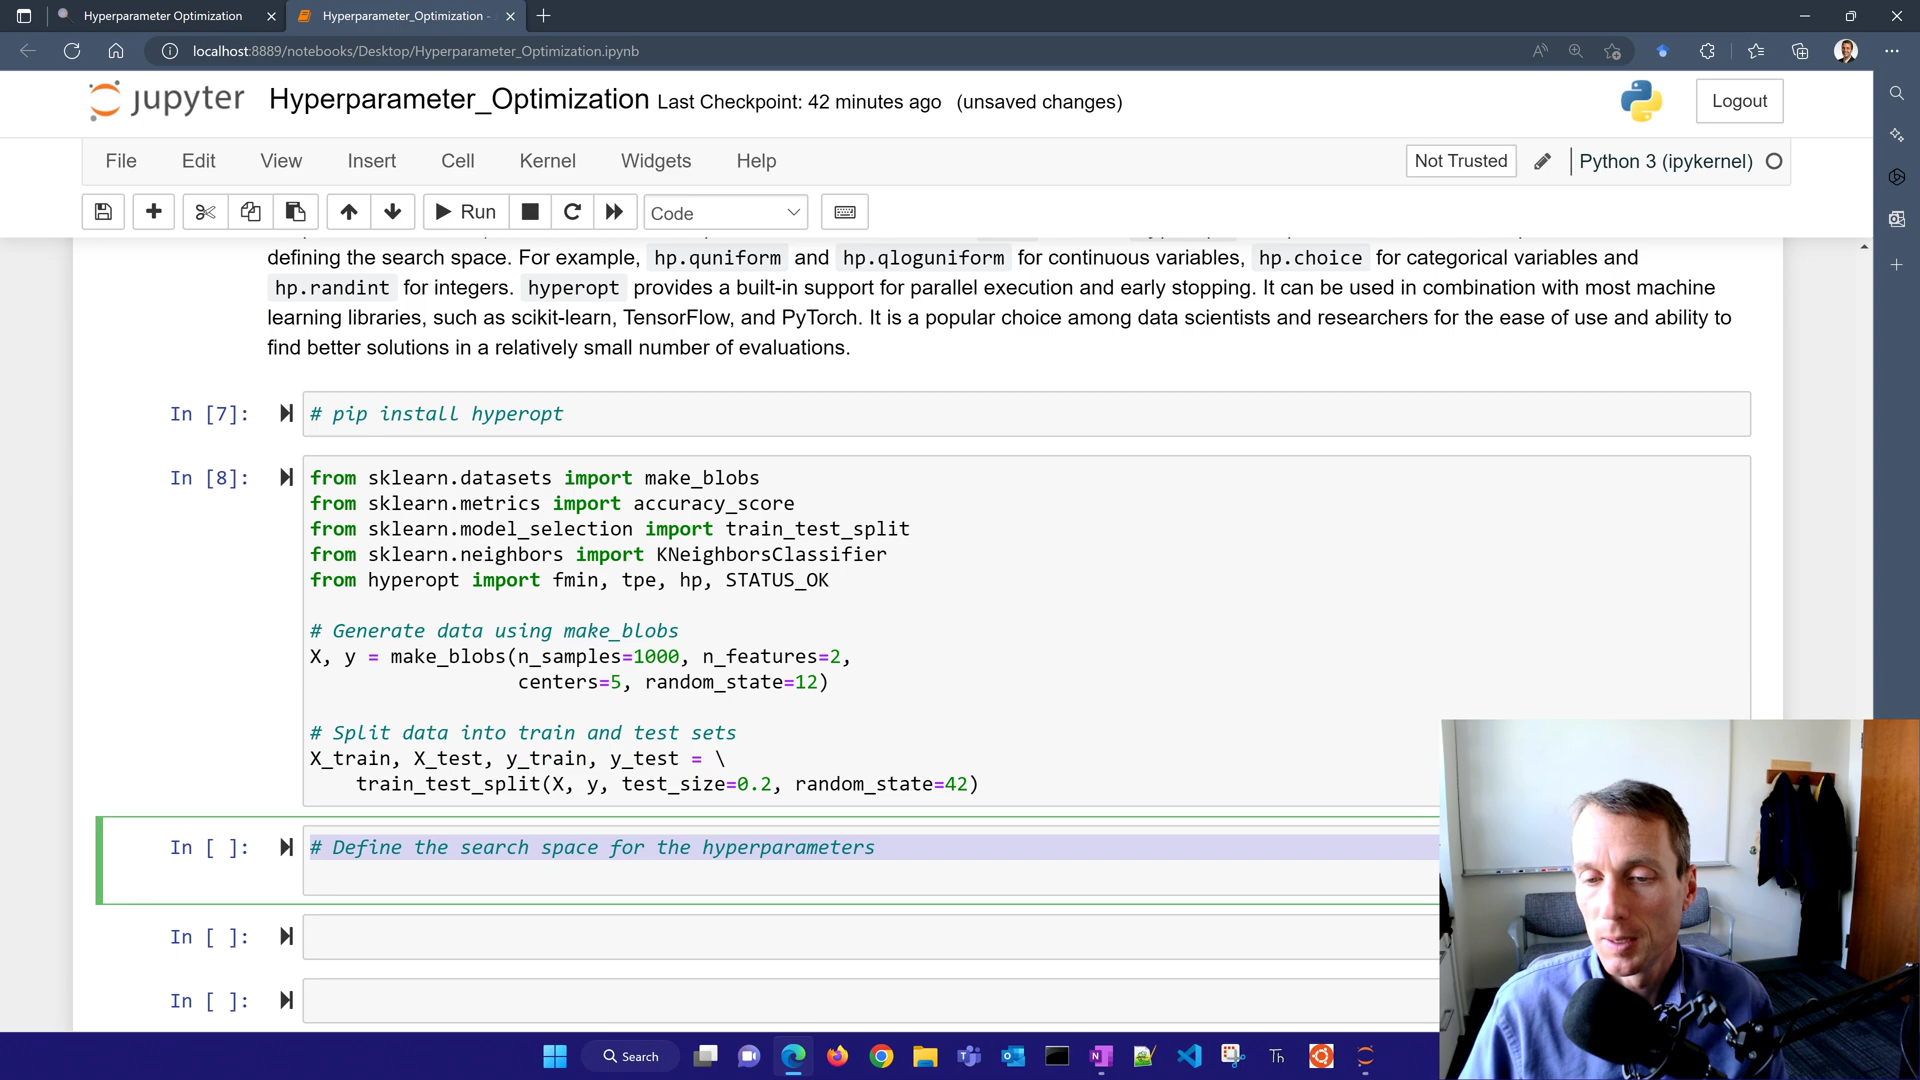 Hyperparameter Optimization
Hyperparameter_Optimization -
localhost:8889/notebooks/Desktop/Hyperparameter_Optimization.ipynb
jupyter
Hyperparameter_Optimization Last Checkpoint: 42 minutes ago (unsaved changes)
Logout
File Edit View Insert Cell Kernel Widgets Help
Not Trusted
Python 3 (ipykernel)
Run
Code
defining the search space. For example, hp.quniform and hp.qloguniform for continuous variables, hp.choice for categorical variables and
hp.randint for integers. hyperopt provides a built-in support for parallel execution and early stopping. It can be used in combination with most machine
learning libraries, such as scikit-learn, TensorFlow, and PyTorch. It is a popular choice among data scientists and researchers for the ease of use and ability to
find better solutions in a relatively small number of evaluations.
In [7]: # pip install hyperopt
In [8]: from sklearn.datasets import make_blobs
from sklearn.metrics import accuracy_score
from sklearn.model_selection import train_test_split
from sklearn.neighbors import KNeighborsClassifier
from hyperopt import fmin, tpe, hp, STATUS_OK
# Generate data using make_blobs
X, y = make_blobs(n_samples=1000, n_features=2,
centers=5, random_state=12)
# Split data into train and test sets
X_train, X_test, y_train, y_test = \
train_test_split(X, y, test_size=0.2, random_state=42)
In [ ]: # Define the search space for the hyperparameters
In [ ]:
In [ ]:
Search
Th